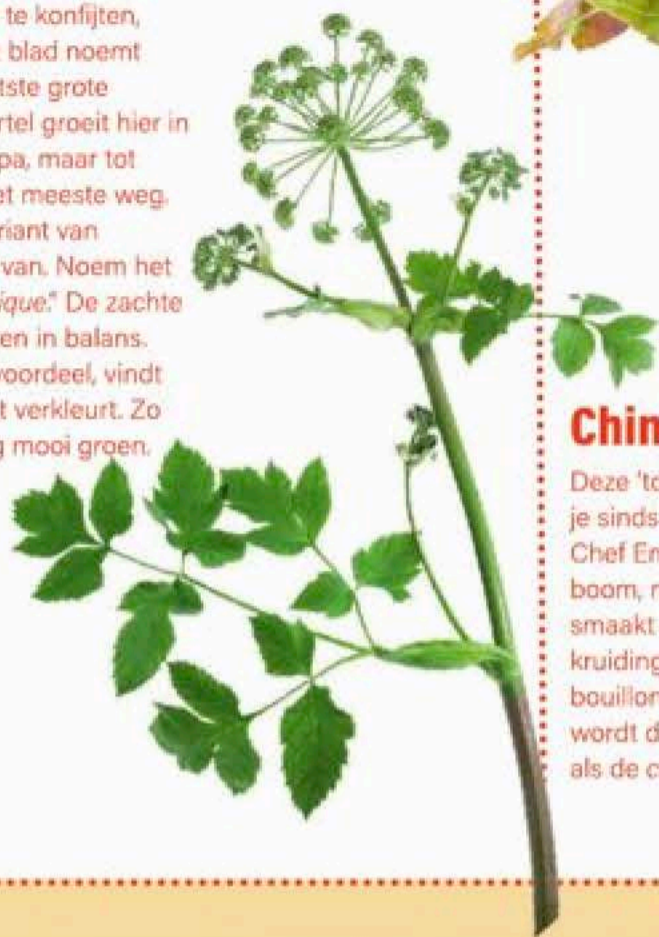 te konfijten,
blad noemt
tste grote
rtel groeit hier in
pa, maar tot
et meeste weg.
riant van
van. Noem het
ique." De zachte
en in balans.
voordeel, vindt
t verkleurt. Zo
g mooi groen.
Chin
Deze 'to
je sinds
Chef Em
boom, r
smaakt
kruiding
bouillon
wordt d
als de c